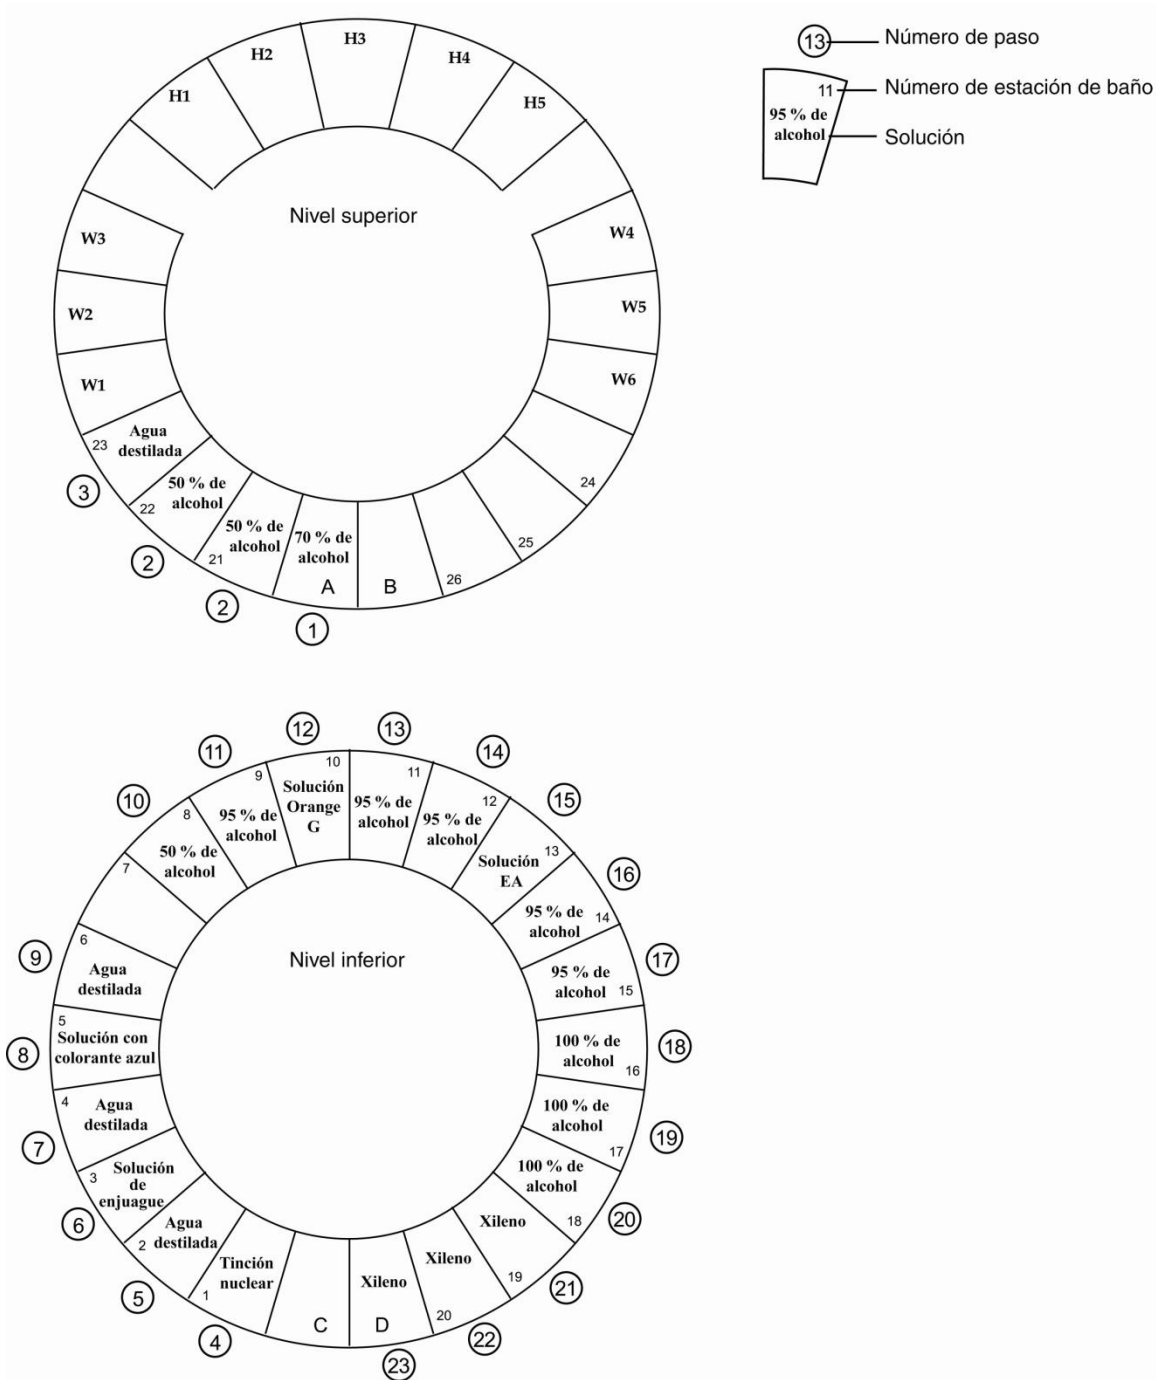 H1
H2
H3
H4
H5
W3
W2
W1
W4
W5
W6
Nivel superior
23
Agua
destilada
3
22
50 % de
alcohol
2
21
50 % de
alcohol
2
70 % de
alcohol
A
1
B
26
25
24
13
Número de paso
11
Número de estación de baño
95 % de
alcohol
Solución
Nivel inferior
1
Tinción
nuclear
4
2
Agua
destilada
5
3
Solución
de
enjuague
6
4
Agua
destilada
7
5
Solución con
colorante azul
8
6
Agua
destilada
9
7
8
50 % de
alcohol
10
9
95 % de
alcohol
11
10
Solución
Orange
G
12
11
95 % de
alcohol
13
12
95 % de
alcohol
14
13
Solución
EA
15
14
95 % de
alcohol
16
15
95 % de
alcohol
17
16
100 % de
alcohol
18
17
100 % de
alcohol
19
18
100 % de
alcohol
20
19
Xileno
21
20
Xileno
22
Xileno
D
23
C